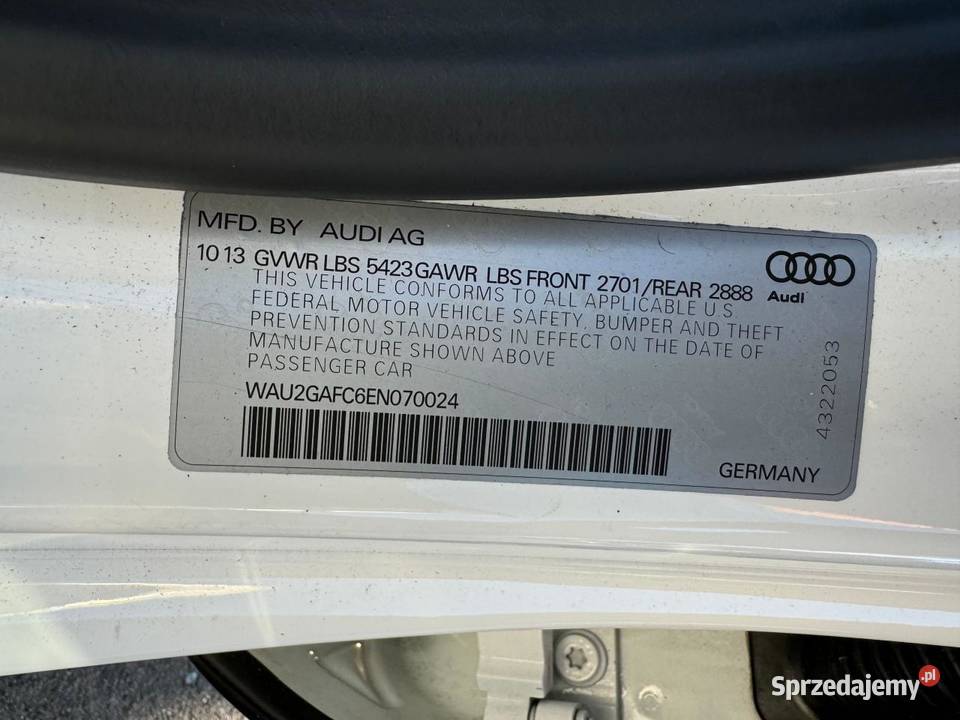 MFD. BY AUDI AG
10 13 GVWR LBS 5423 GAWR LBS FRONT 2701/REAR 2888
THIS VEHICLE CONFORMS TO ALL APPLICABLE U.S.
FEDERAL MOTOR VEHICLE SAFETY, BUMPER AND THEFT
PREVENTION STANDARDS IN EFFECT ON THE DATE OF
MANUFACTURE SHOWN ABOVE
PASSENGER CAR
WAU2GAFC6EN070024
Audi
4322053
GERMANY
Sprzedajemy.pl